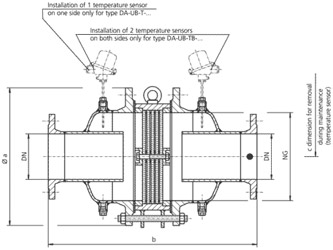 Installation of 1 temperature sensor
on one side only for type DA-UB-T-...
Installation of 2 temperature sensors
on both sides only for type DA-UB-TB-...
Ø a
DN
DN
NG
c dimension for removal
during maintenance
(temperature sensor)
b